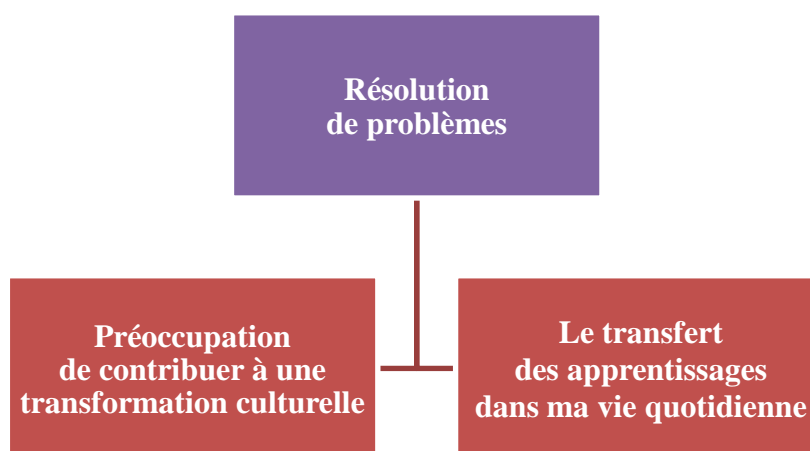 Résolution
de problèmes
Préoccupation
de contribuer à une
transformation culturelle
Le transfert
des apprentissages
dans ma vie quotidienne